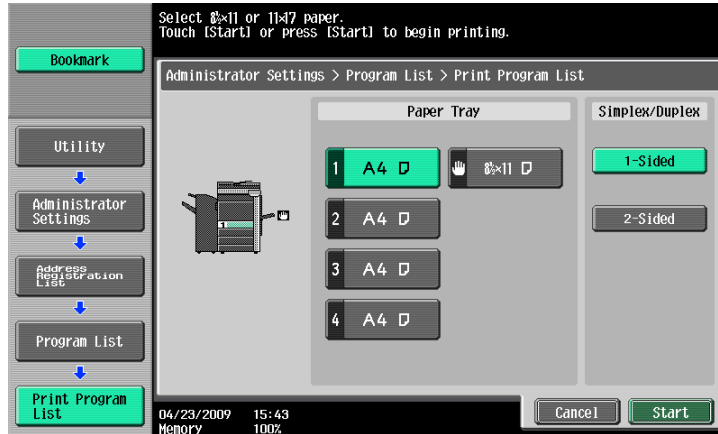 Select 8½×11 or 11×17 paper.
Touch [Start] or press [Start] to begin printing.
Bookmark
Administrator Settings > Program List > Print Program List
Utility
Administrator
Settings
Address
Registration
List
Program List
Print Program
List
Paper Tray
1 A4
8½×11
2 A4
3 A4
4 A4
1
Simplex/Duplex
1-Sided
2-Sided
04/23/2009 15:43
Memory 100%
Cancel
Start